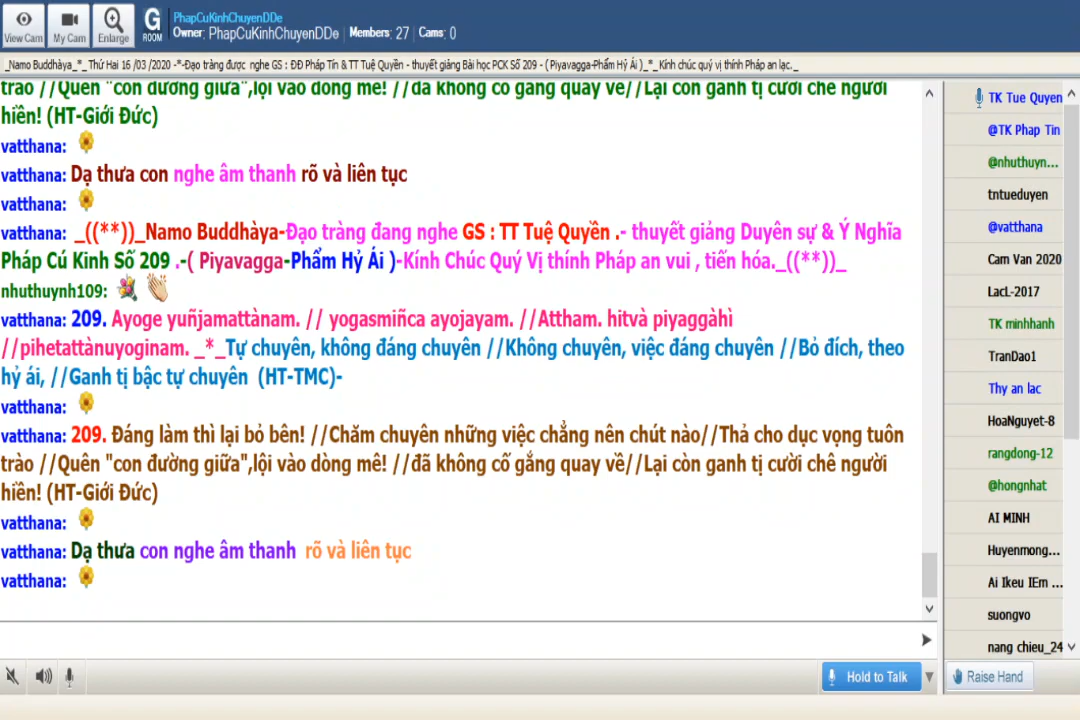 PhapCuKinhChuyenDDe
Owner: PhapCuKinhChuyenDDe | Members: 27 | Cams: 0
View Cam
My Cam
Enlarge
G
ROOM
_Namo Buddhàya_*_ Thứ Hai 16 /03 /2020 -*-Đạo tràng được nghe GS : ĐĐ Pháp Tín & TT Tuệ Quyền - thuyết giảng Bài học PCK Số 209 - ( Piyavagga-Phẩm Hỷ Ái )_*_ Kính chúc quý vị thính Pháp an lạc._
trào //Quên "con đường giữa",lội vào dòng mê! //đã không cố gắng quay về//Lại còn ganh tị cười chê người
hiền! (HT-Giới Đức)
vatthana:
vatthana: Dạ thưa con nghe âm thanh rõ và liên tục
vatthana:
vatthana: _((**))_Namo Buddhàya-Đạo tràng đang nghe GS : TT Tuệ Quyền .- thuyết giảng Duyên sự & Ý Nghĩa
Pháp Cú Kinh Số 209 .-( Piyavagga-Phẩm Hỷ Ái )-Kính Chúc Quý Vị thính Pháp an vui , tiến hóa._((**))_
nhuthuynh109:
vatthana: 209. Ayoge yuñjamattànam. // yogasmiñca ayojayam. //Attham. hitvà piyaggàhì
//pihetattànuyoginam. _*_Tự chuyên, không đáng chuyên //Không chuyên, việc đáng chuyên //Bỏ đích, theo
hỷ ái, //Ganh tị bậc tự chuyên (HT-TMC)-
vatthana:
vatthana: 209. Đáng làm thì lại bỏ bên! //Chăm chuyên những việc chẳng nên chút nào//Thả cho dục vọng tuôn
trào //Quên "con đường giữa",lội vào dòng mê! //đã không cố gắng quay về//Lại còn ganh tị cười chê người
hiền! (HT-Giới Đức)
vatthana:
vatthana: Dạ thưa con nghe âm thanh rõ và liên tục
vatthana:
TK Tue Quyen
@TK Phap Tin
@nhuthuyn...
tntueduyen
@vatthana
Cam Van 2020
LacL-2017
TK minhhanh
TranDao1
Thy an lac
HoaNguyet-8
rangdong-12
@hongnhat
AI MINH
Huyenmong...
Ai Ikeu IEm ...
suongvo
nang chieu_24
Hold to Talk
Raise Hand